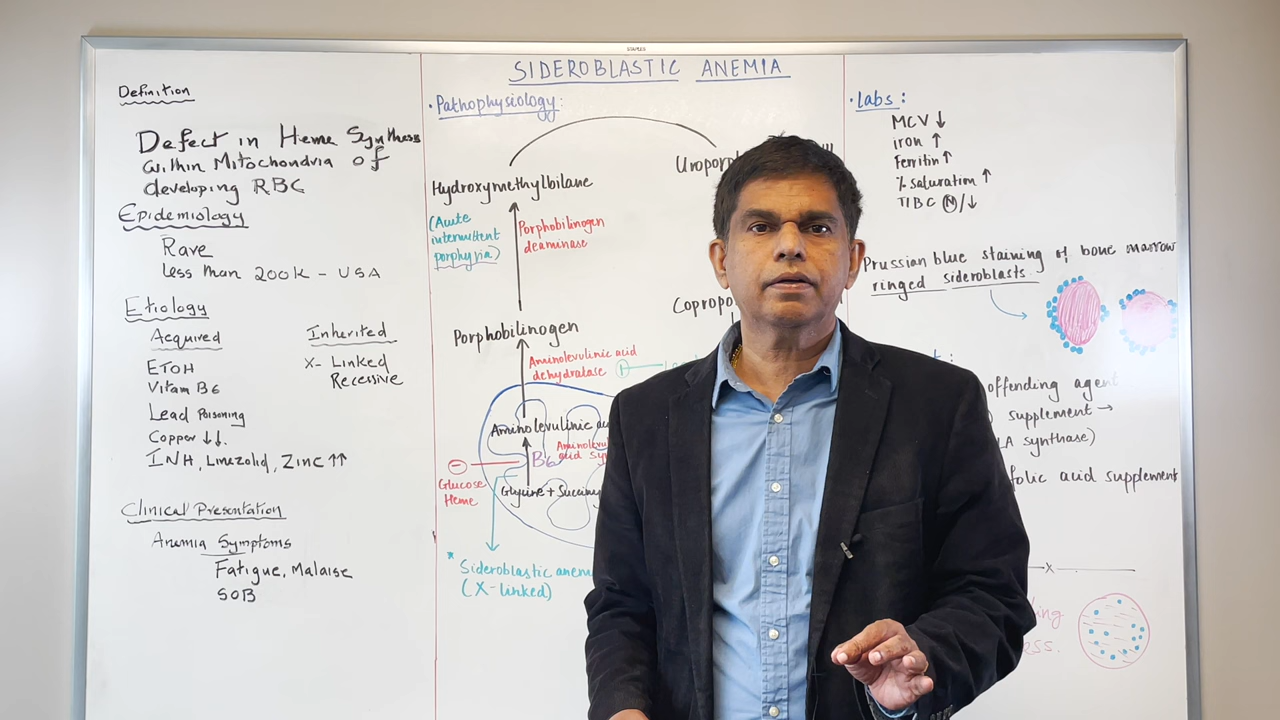 STAPLES
SIDEROBLASTIC ANEMIA
Definition
Defect in Heme Synthesis
within Mitochondria of
developing RBC
Epidemiology
Rare
less than 200K - USA
Etiology
Acquired
ETOH
Vitam B6
Lead Poisoning
Copper ↓↓.
INH, Linezolid, Zinc ↑↑
Inherited
X-Linked
Recessive
Clinical Presentation
Anemia Symptoms
Fatigue, Malaise
SOB
· Pathophysiology:
Hydroxymethylbilane
(Acute
intermittent
porphyria)
Porphobilinogen
deaminase
Porphobilinogen
Aminolevulinic acid
dehydratase
+
Aminolevulinic
B6
−
Glucose
Heme
Glycine +
* Sideroblastic
(X-linked)
· Labs:
MCV ↓
iron ↑
Ferritin ↑
% saturation ↑
TIBC N/↓
Prussian blue staining of bone marrow
ringed sideroblasts.
offending agent
supplement →
synthase)
folic acid supplement
x